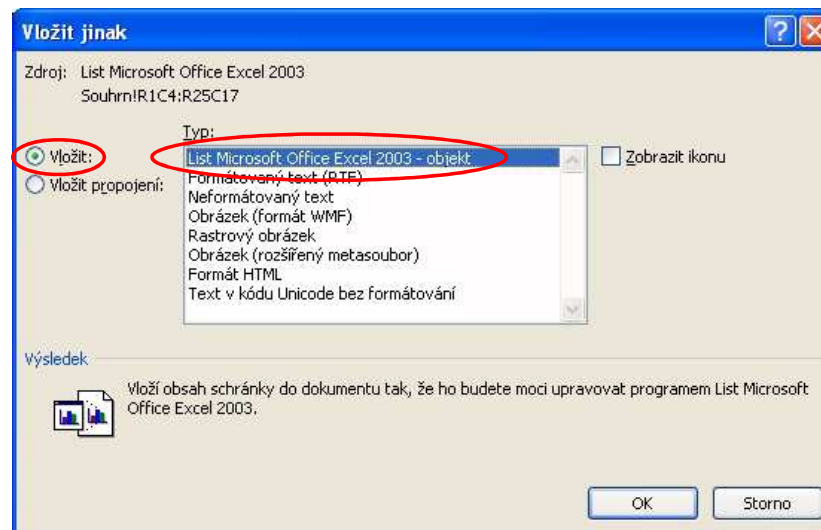 Vložit jinak
Zdroj: List Microsoft Office Excel 2003
Souhrn!R1C4:R25C17
Typ:
Vložit:
Vložit propojení:
List Microsoft Office Excel 2003 - objekt
Formátovaný text (RTF)
Neformátovaný text
Obrázek (formát WMF)
Rastrový obrázek
Obrázek (rozšířený metasoubor)
Formát HTML
Text v kódu Unicode bez formátování
Zobrazit ikonu
Výsledek
Vloží obsah schránky do dokumentu tak, že ho budete moci upravovat programem List Microsoft
Office Excel 2003.
OK
Storno